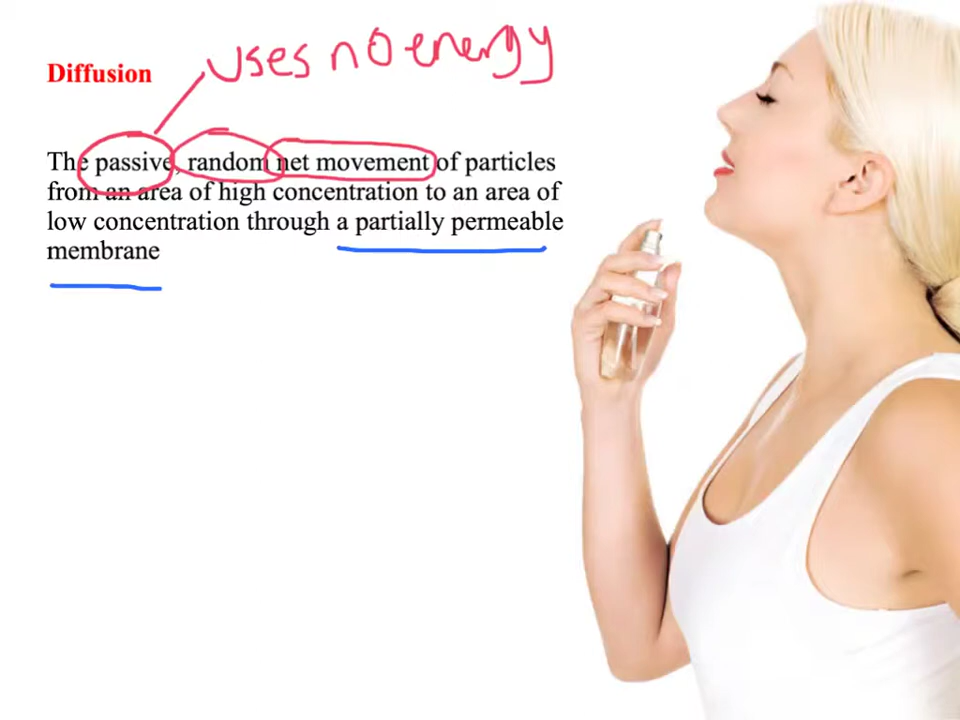 uses no energy
Diffusion
The passive, random net movement of particles
from an area of high concentration to an area of
low concentration through a partially permeable
membrane